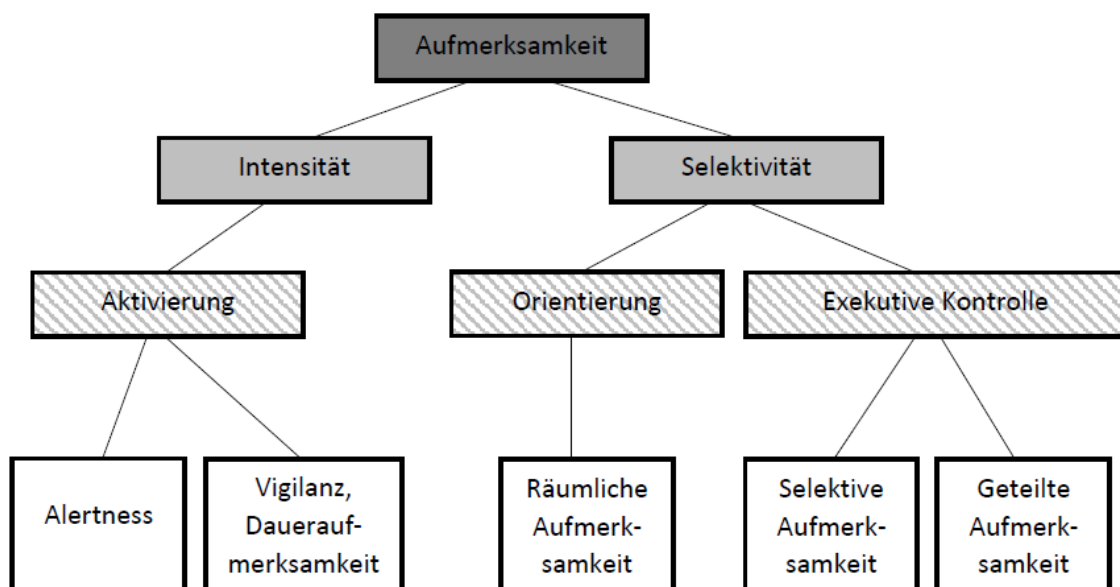 Aufmerksamkeit
Intensität
Selektivität
Aktivierung
Orientierung
Exekutive Kontrolle
Alertness
Vigilanz,
Dauerauf-
merksamkeit
Räumliche
Aufmerk-
samkeit
Selektive
Aufmerk-
samkeit
Geteilte
Aufmerk-
samkeit